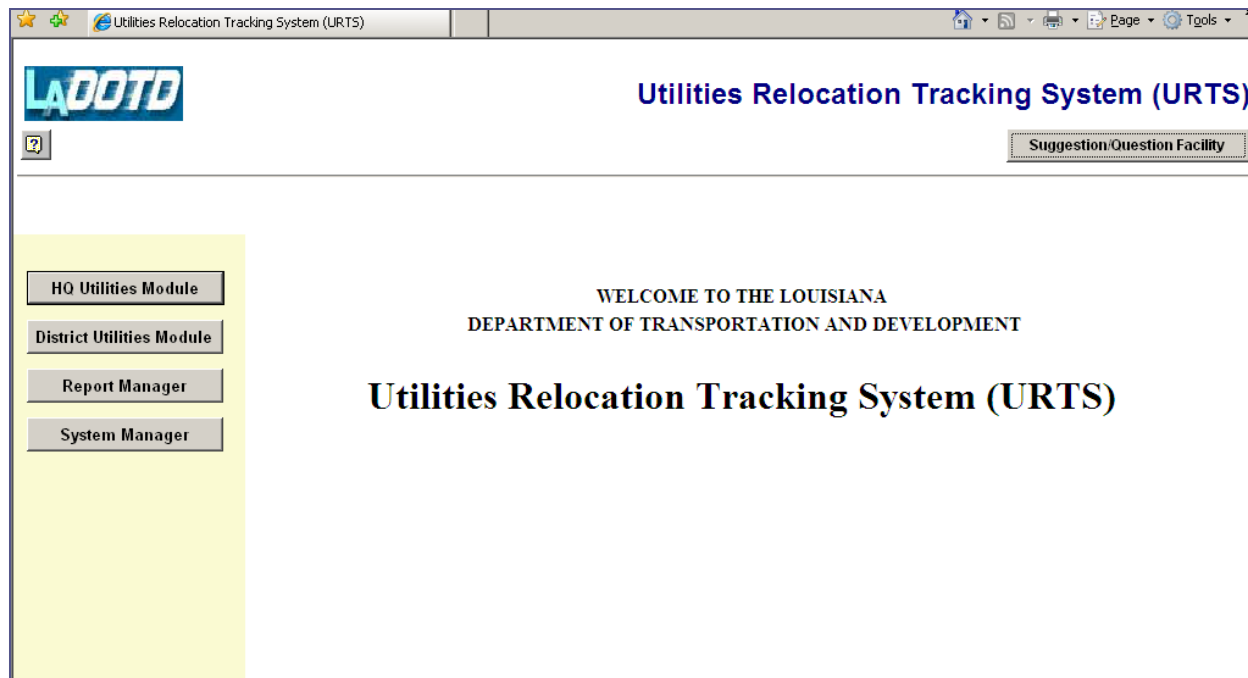 Utilities Relocation Tracking System (URTS)
Page
Tools
LADOTD
Utilities Relocation Tracking System (URTS)
?
Suggestion/Question Facility
HQ Utilities Module
District Utilities Module
Report Manager
System Manager
WELCOME TO THE LOUISIANA
DEPARTMENT OF TRANSPORTATION AND DEVELOPMENT
Utilities Relocation Tracking System (URTS)